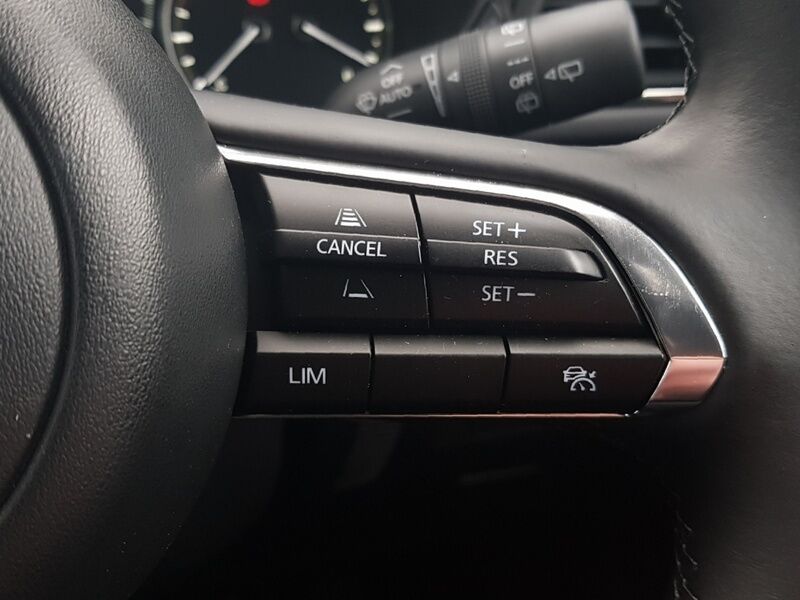 OFF
AUTO
OFF
SET+
CANCEL
RES
SET-
LIM